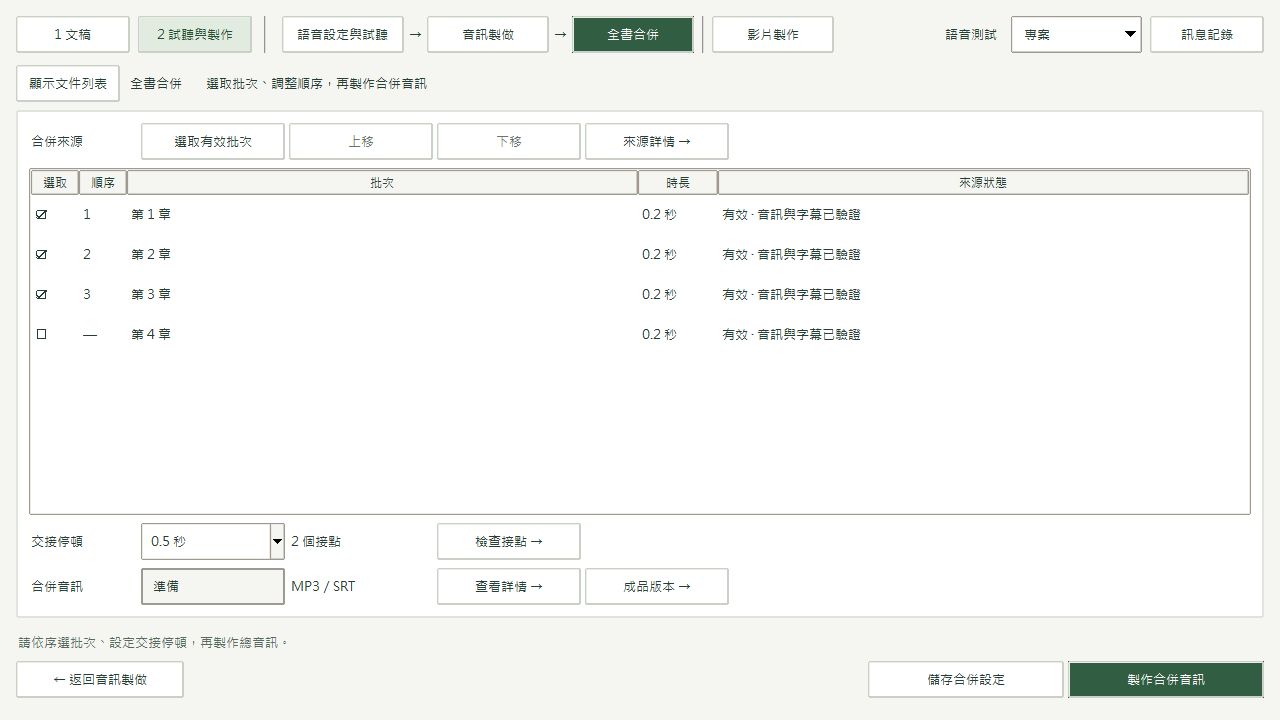 1 文稿
2 試聽與製作
語音設定與試聽 → 音訊製做 → 全書合併
影片製作
語音測試
專案
訊息記錄
顯示文件列表
全書合併
選取批次、調整順序，再製作合併音訊
合併來源
選取有效批次
上移
下移
來源詳情 →
選取 順序 批次 時長 來源狀態
☑ 1 第 1 章 0.2 秒 有效 · 音訊與字幕已驗證
☑ 2 第 2 章 0.2 秒 有效 · 音訊與字幕已驗證
☑ 3 第 3 章 0.2 秒 有效 · 音訊與字幕已驗證
☐ — 第 4 章 0.2 秒 有效 · 音訊與字幕已驗證
交接停頓
0.5 秒
2 個接點
檢查接點 →
合併音訊
準備
MP3 / SRT
查看詳情 →
成品版本 →
請依序選批次、設定交接停頓，再製作總音訊。
← 返回音訊製做
儲存合併設定
製作合併音訊